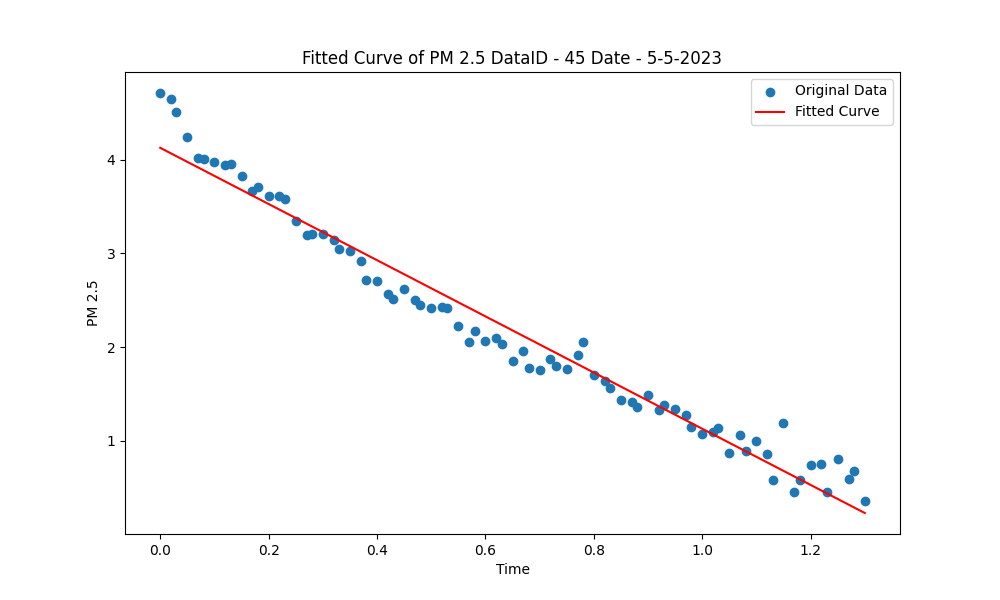 Fitted Curve of PM 2.5 DataID - 45 Date - 5-5-2023
Original Data
Fitted Curve
PM 2.5
4
3
2
1
0.0 0.2 0.4 0.6 0.8 1.0 1.2
Time